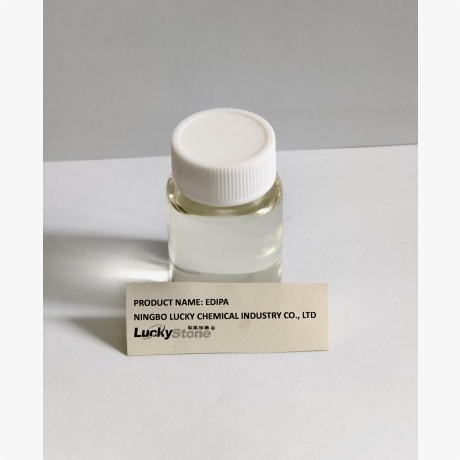 PRODUCT NAME: EDIPA
NINGBO LUCKY CHEMICAL INDUSTRY CO., LTD
LuckyStone